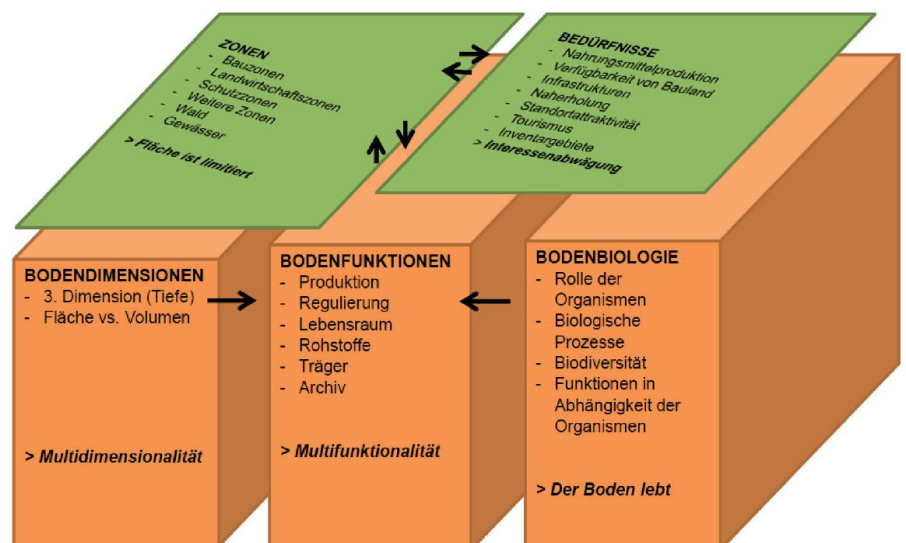 ZONEN
- Bauzonen
- Landwirtschaftszonen
- Schutzzonen
- Weitere Zonen
- Wald
- Gewässer
> Fläche ist limitiert
BEDÜRFNISSE
- Nahrungsmittelproduktion
- Verfügbarkeit von Bauland
- Infrastrukturen
- Naherholung
- Standortattraktivität
- Tourismus
- Inventargebiete
> Interessenabwägung
BODENDIMENSIONEN
- 3. Dimension (Tiefe)
- Fläche vs. Volumen
> Multidimensionalität
BODENFUNKTIONEN
- Produktion
- Regulierung
- Lebensraum
- Rohstoffe
- Träger
- Archiv
> Multifunktionalität
BODENBIOLOGIE
- Rolle der
Organismen
- Biologische
Prozesse
- Biodiversität
- Funktionen in
Abhängigkeit der
Organismen
> Der Boden lebt